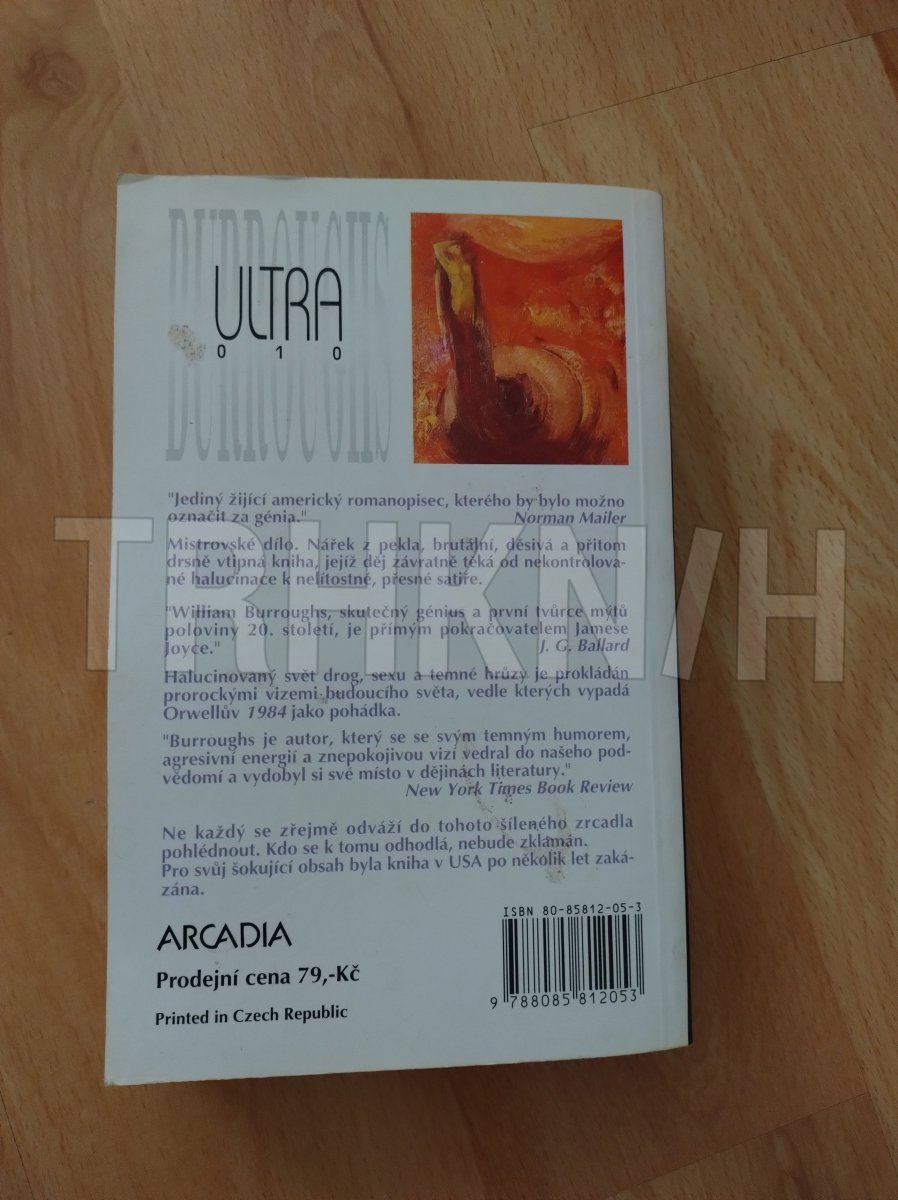 BURROUGHS
ULTRA
010
BURROUGHS
"Jediný žijící americký romanopisec, kterého by bylo možno
označit za génia." Norman Mailer
Mistrovské dílo. Nářek z pekla, brutální, děsivá a přitom
drsně vtipná kniha, jejíž děj závratně těká od nekontrolova-
né halucinace k nelítostné, přesné satiře.
"William Burroughs, skutečný génius a první tvůrce mýtů
poloviny 20. století, je přímým pokračovatelem Jamese
Joyce." J. G. Ballard
Halucinovaný svět drog, sexu a temné hrůzy je prokládán
prorockými vizemi budoucího světa, vedle kterých vypadá
Orwellův 1984 jako pohádka.
"Burroughs je autor, který se se svým temným humorem,
agresivní energií a znepokojivou vizí vedral do našeho pod-
vědomí a vydobyl si své místo v dějinách literatury."
New York Times Book Review
Ne každý se zřejmě odváží do tohoto šíleného zrcadla
pohlédnout. Kdo se k tomu odhodlá, nebude zklamán.
Pro svůj šokující obsah byla kniha v USA po několik let zaká-
zána.
ARCADIA
Prodejní cena 79,-Kč
Printed in Czech Republic
ISBN 80-85812-05-3
9 788085 812053
TRHKNIH